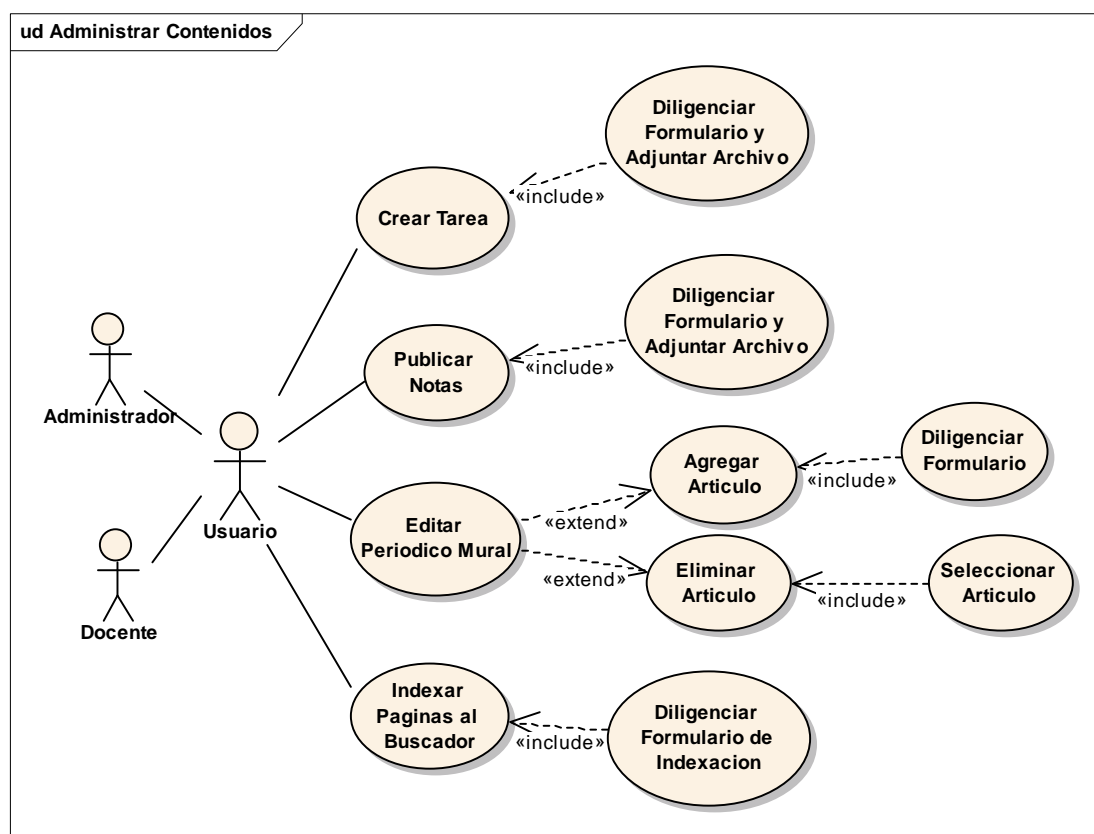 ud Administrar Contenidos
Diligenciar
Formulario y
Adjuntar Archivo
Crear Tarea
«include»
Diligenciar
Formulario y
Adjuntar Archivo
Publicar
Notas
«include»
Administrador
Usuario
Docente
Editar
Periodico Mural
«extend»
«extend»
Agregar
Articulo
«include»
Diligenciar
Formulario
Eliminar
Articulo
«include»
Seleccionar
Articulo
Indexar
Paginas al
Buscador
«include»
Diligenciar
Formulario de
Indexacion